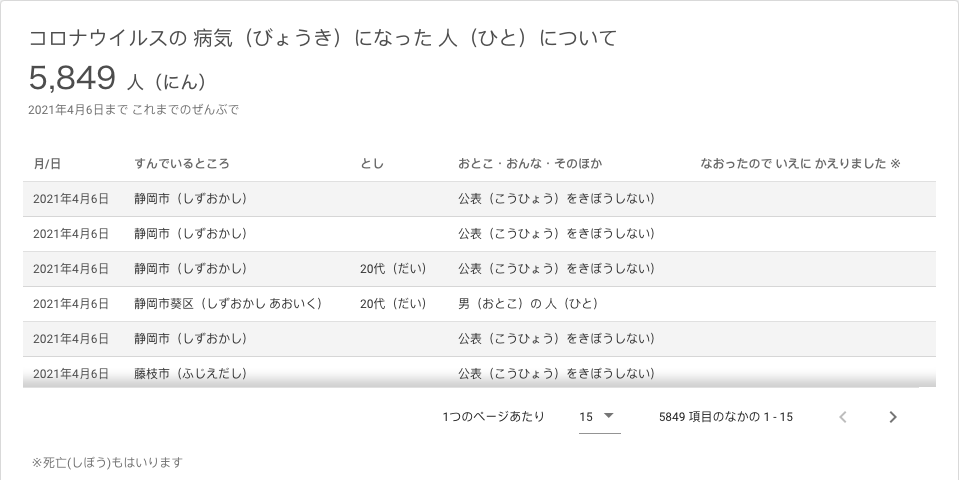 コロナウイルスの 病気（びょうき）になった 人（ひと）について
5,849 人（にん）
2021年4月6日まで これまでのぜんぶで
月/日 すんでいるところ とし おとこ・おんな・そのほか なおったので いえに かえりました ※
2021年4月6日 静岡市（しずおかし） 公表（こうひょう）をきぼうしない）
2021年4月6日 静岡市（しずおかし） 公表（こうひょう）をきぼうしない）
2021年4月6日 静岡市（しずおかし） 20代（だい） 公表（こうひょう）をきぼうしない）
2021年4月6日 静岡市葵区（しずおかし あおいく） 20代（だい） 男（おとこ）の 人（ひと）
2021年4月6日 静岡市（しずおかし） 公表（こうひょう）をきぼうしない）
2021年4月6日 藤枝市（ふじえだし） 公表（こうひょう）をきぼうしない）
1つのページあたり 15 5849 項目のなかの 1 - 15
※死亡(しぼう)もはいります